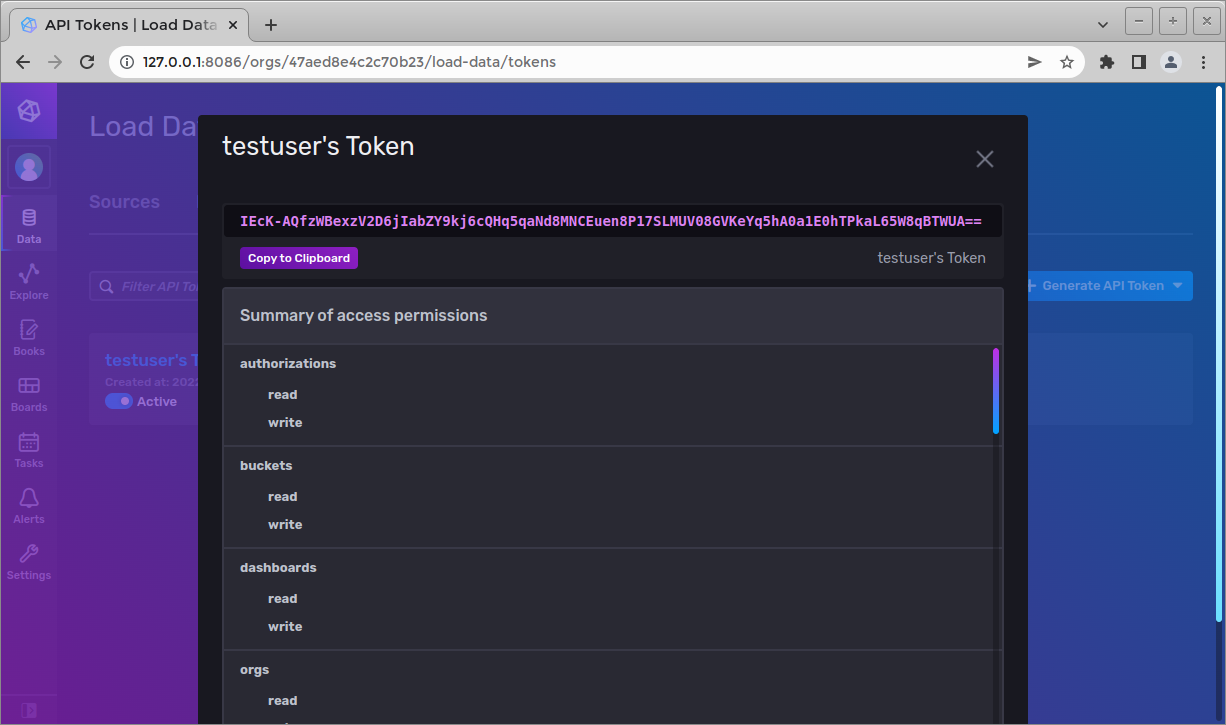 API Tokens | Load Data
127.0.0.1:8086/orgs/47aed8e4c2c70b23/load-data/tokens
Load Da
testuser's Token
Sources
IEcK-AQfzWBexzV2D6jIabZY9kj6cQHq5qaNd8MNCEuen8P17SLMUV08GVKeYq5hA0a1E0hTPkaL65W8qBTWUA==
Copy to Clipboard
testuser's Token
Data
Explore
Books
Boards
Tasks
Alerts
Settings
Filter API To
Generate API Token
testuser's T
Created at: 202
Active
Summary of access permissions
authorizations
read
write
buckets
read
write
dashboards
read
write
orgs
read